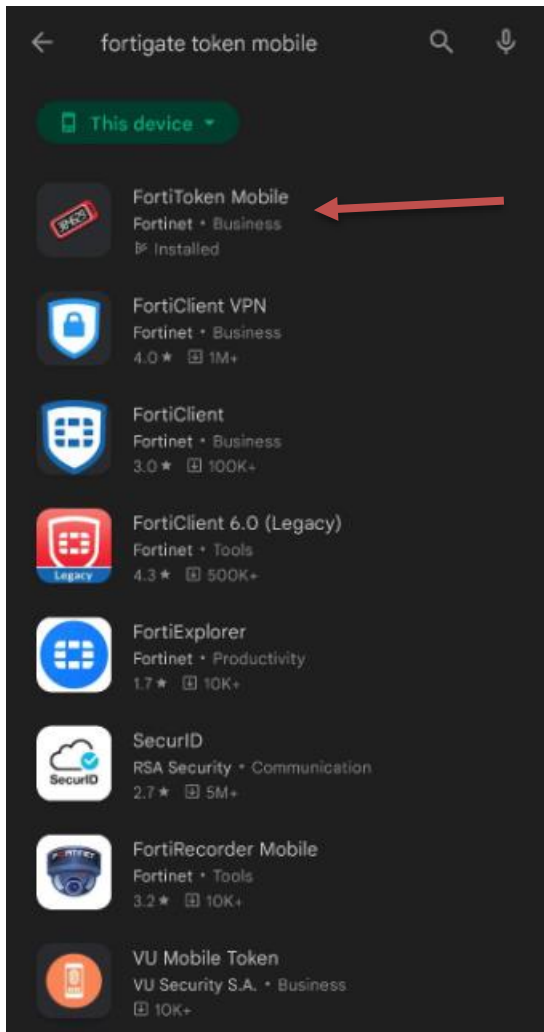 fortigate token mobile
This device
FortiToken Mobile
Fortinet • Business
Installed
FortiClient VPN
Fortinet • Business
4.0 ★ 1M+
FortiClient
Fortinet • Business
3.0 ★ 100K+
FortiClient 6.0 (Legacy)
Fortinet • Tools
Legacy
4.3 ★ 500K+
FortiExplorer
Fortinet • Productivity
1.7 ★ 10K+
SecurID
RSA Security • Communication
SecurID
2.7 ★ 5M+
FortiRecorder Mobile
FORTINET
Fortinet • Tools
3.2 ★ 10K+
VU Mobile Token
VU Security S.A. • Business
10K+